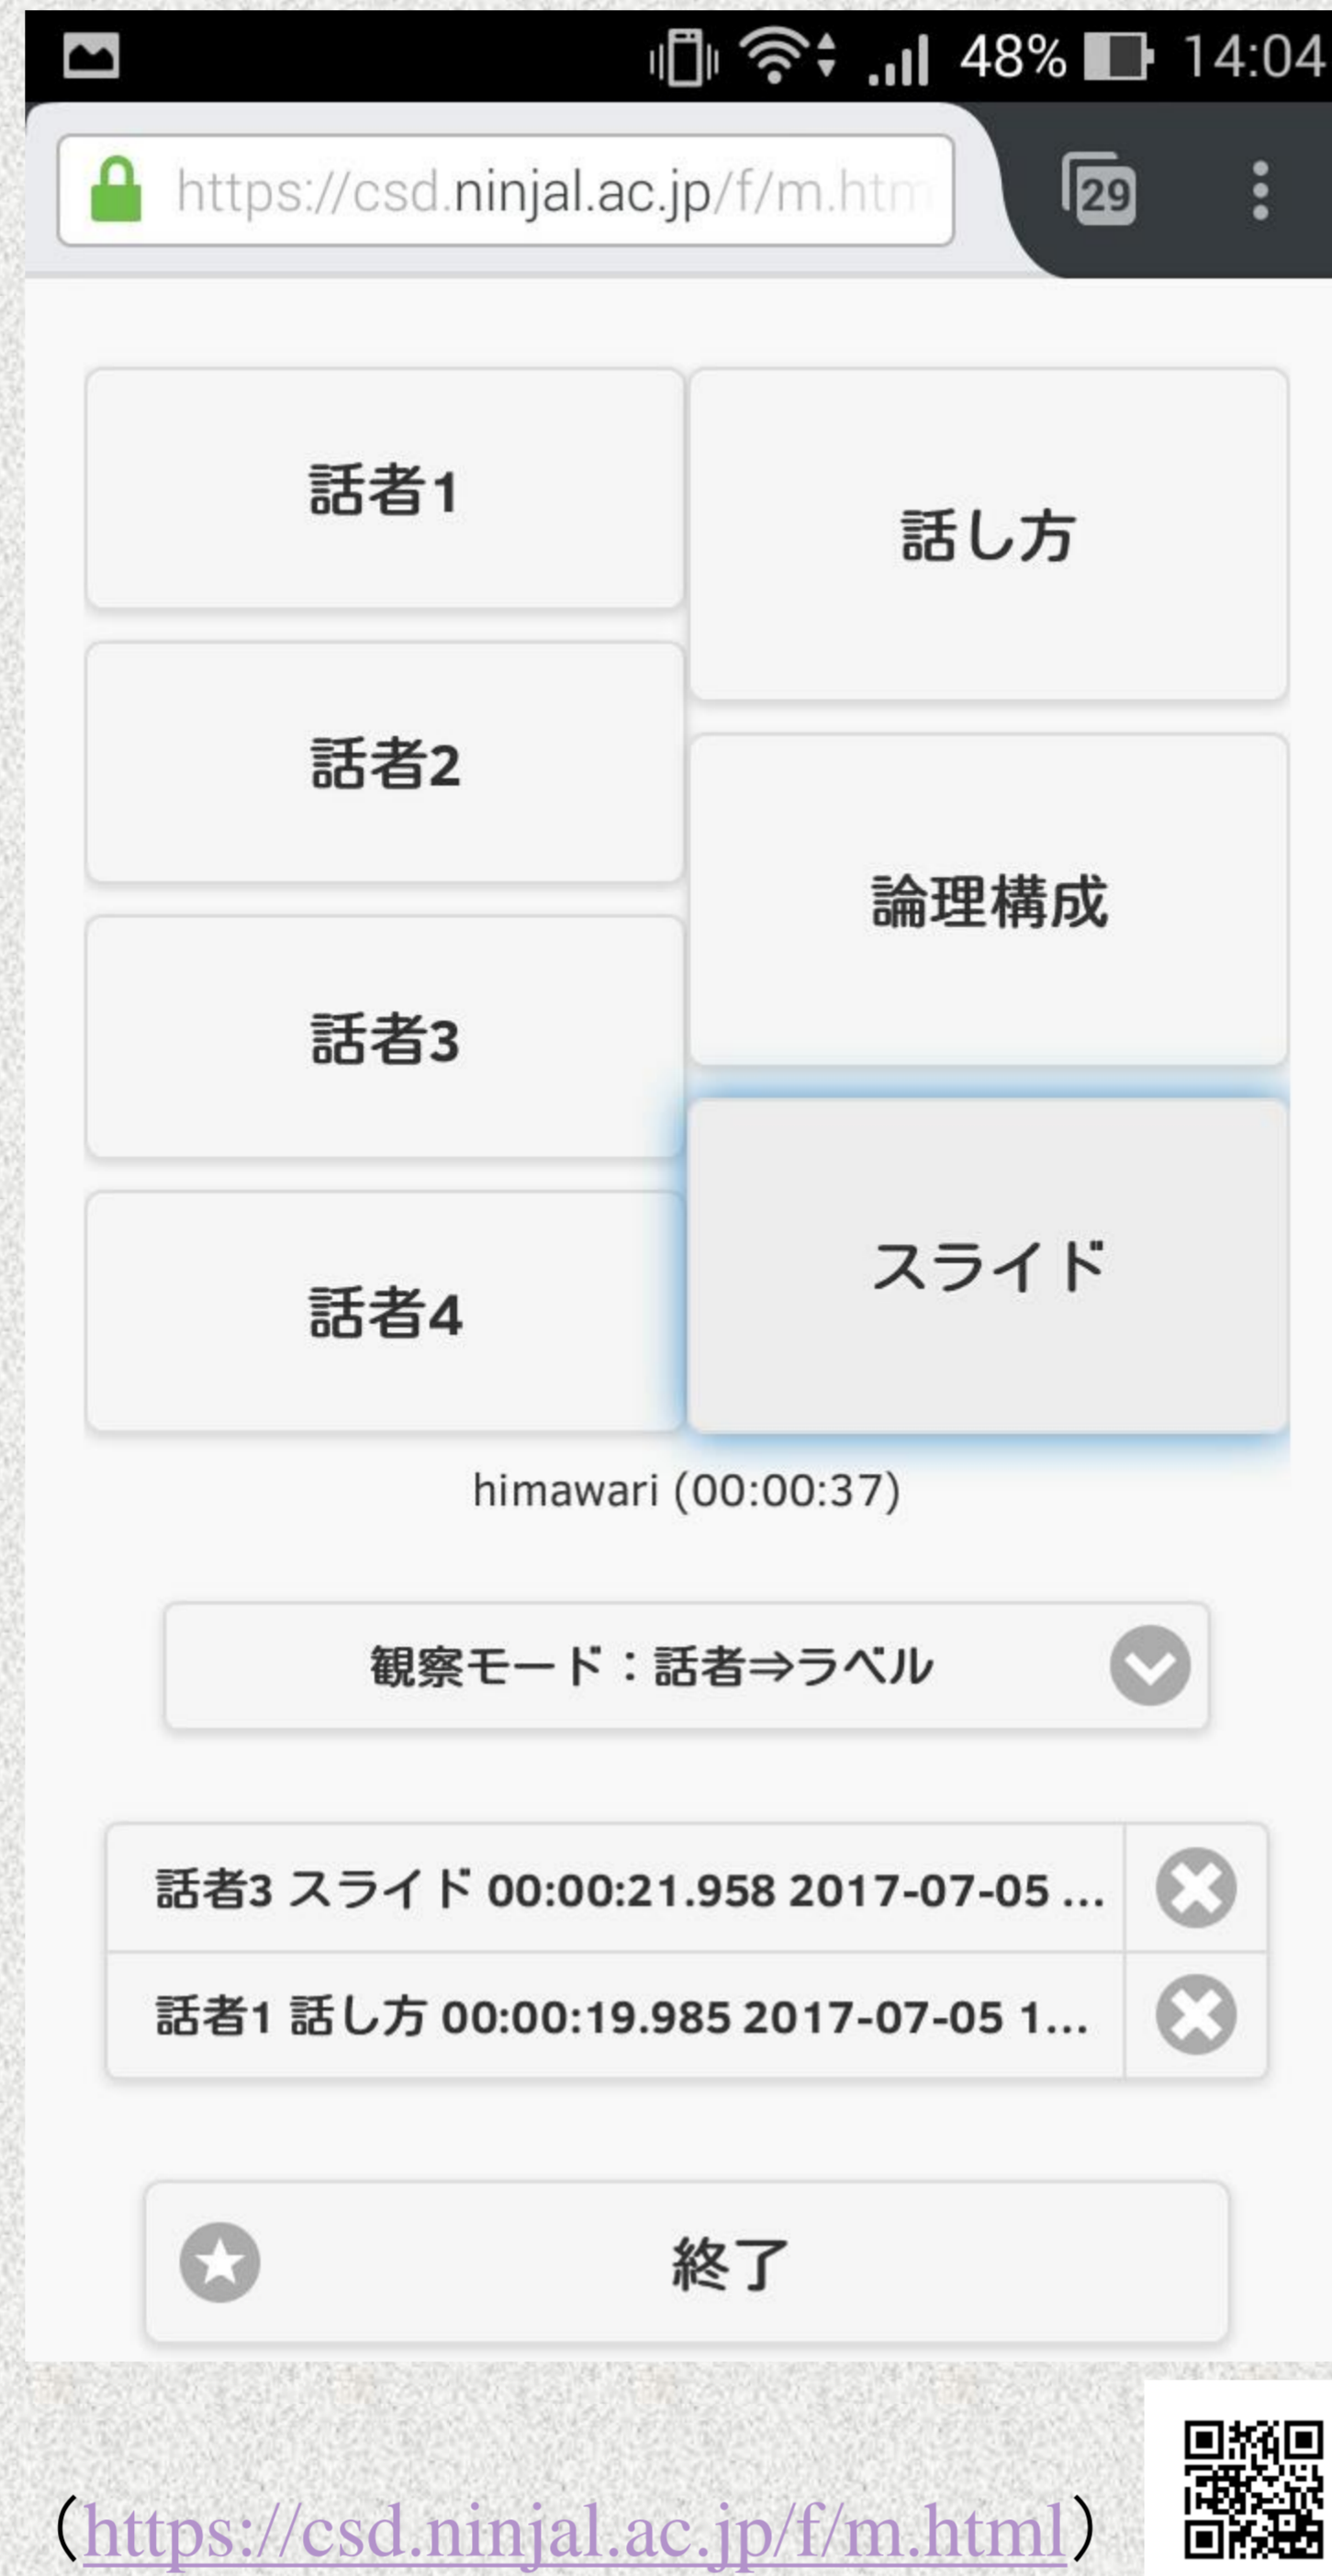 48% 14:04
https://csd.ninjal.ac.jp/f/m.htm
29
話者1
話し方
話者2
論理構成
話者3
スライド
話者4
himawari (00:00:37)
観察モード：話者⇒ラベル
話者3 スライド 00:00:21.958 2017-07-05 ...
話者1 話し方 00:00:19.985 2017-07-05 1...
終了
（https://csd.ninjal.ac.jp/f/m.html）